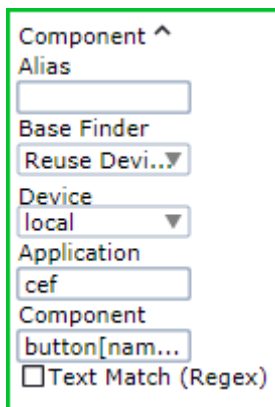 Component ^
Alias
Base Finder
Reuse Devi...
Device
local
Application
cef
Component
button[nam...
Text Match (Regex)